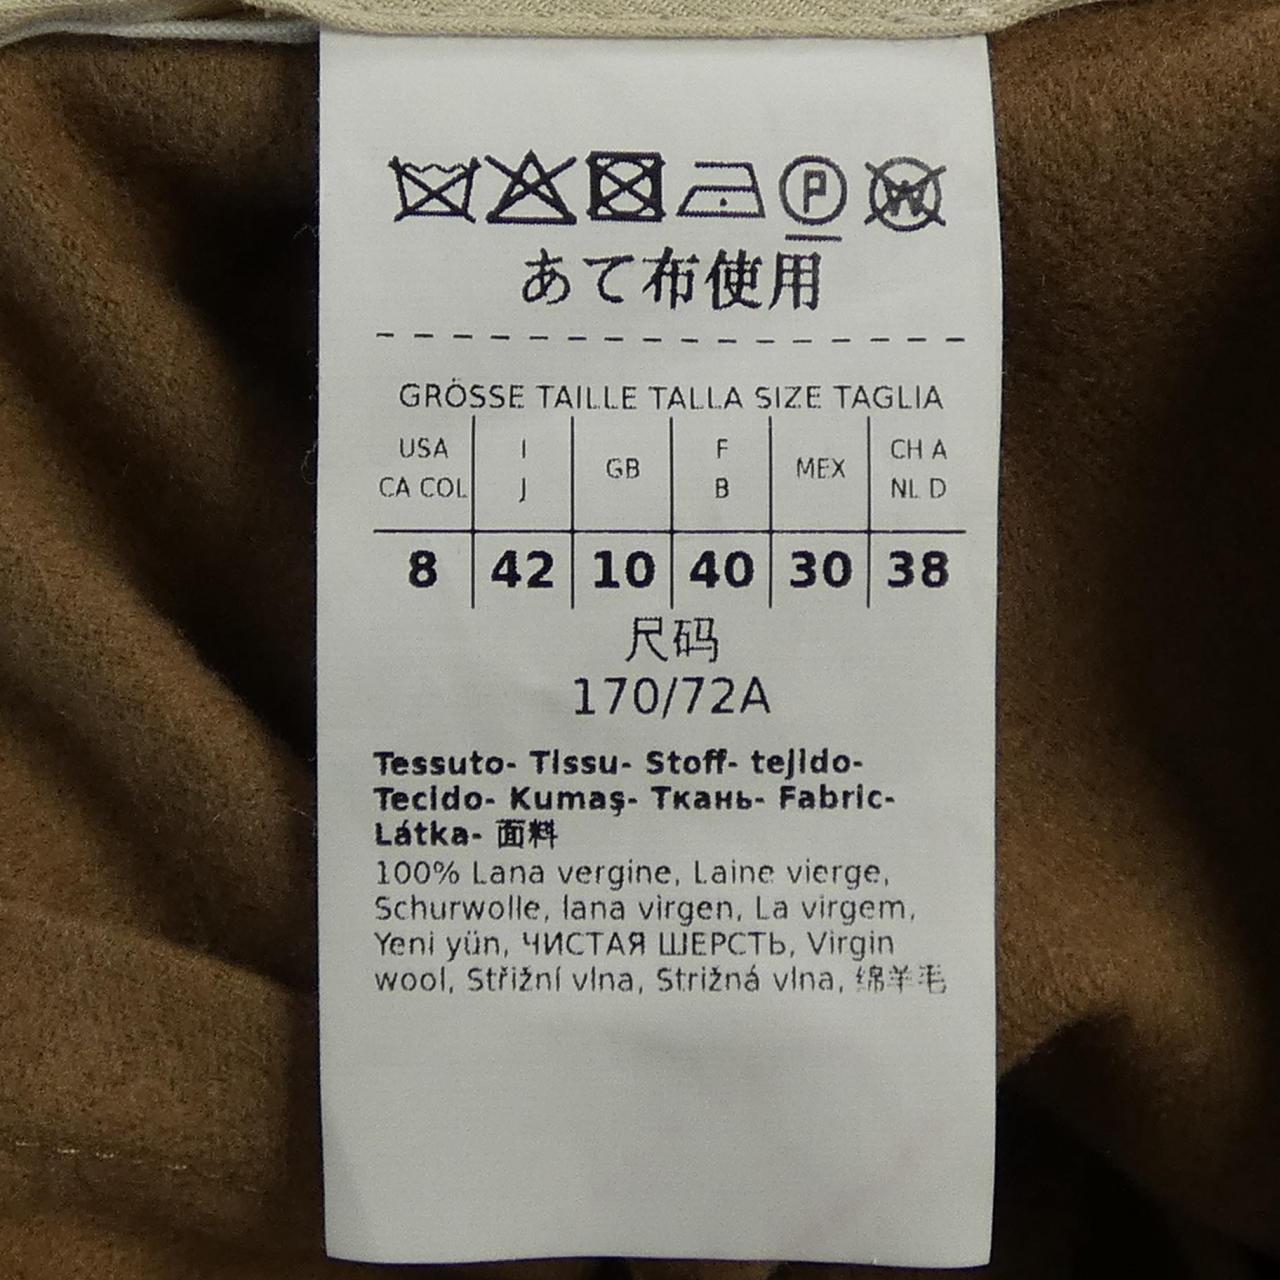 P W
あて布使用
GRÖSSE TAILLE TALLA SIZE TAGLIA
USA I GB F MEX CH A
CA COL J B NL D
8 42 10 40 30 38
尺码
170/72A
Tessuto- Tissu- Stoff- tejido-
Tecido- Kumaş- Ткань- Fabric-
Látka- 面料
100% Lana vergine, Laine vierge,
Schurwolle, lana virgen, La virgem,
Yeni yün, ЧИСТАЯ ШЕРСТЬ, Virgin
wool, Střižní vlna, Strižná vlna, 绵羊毛